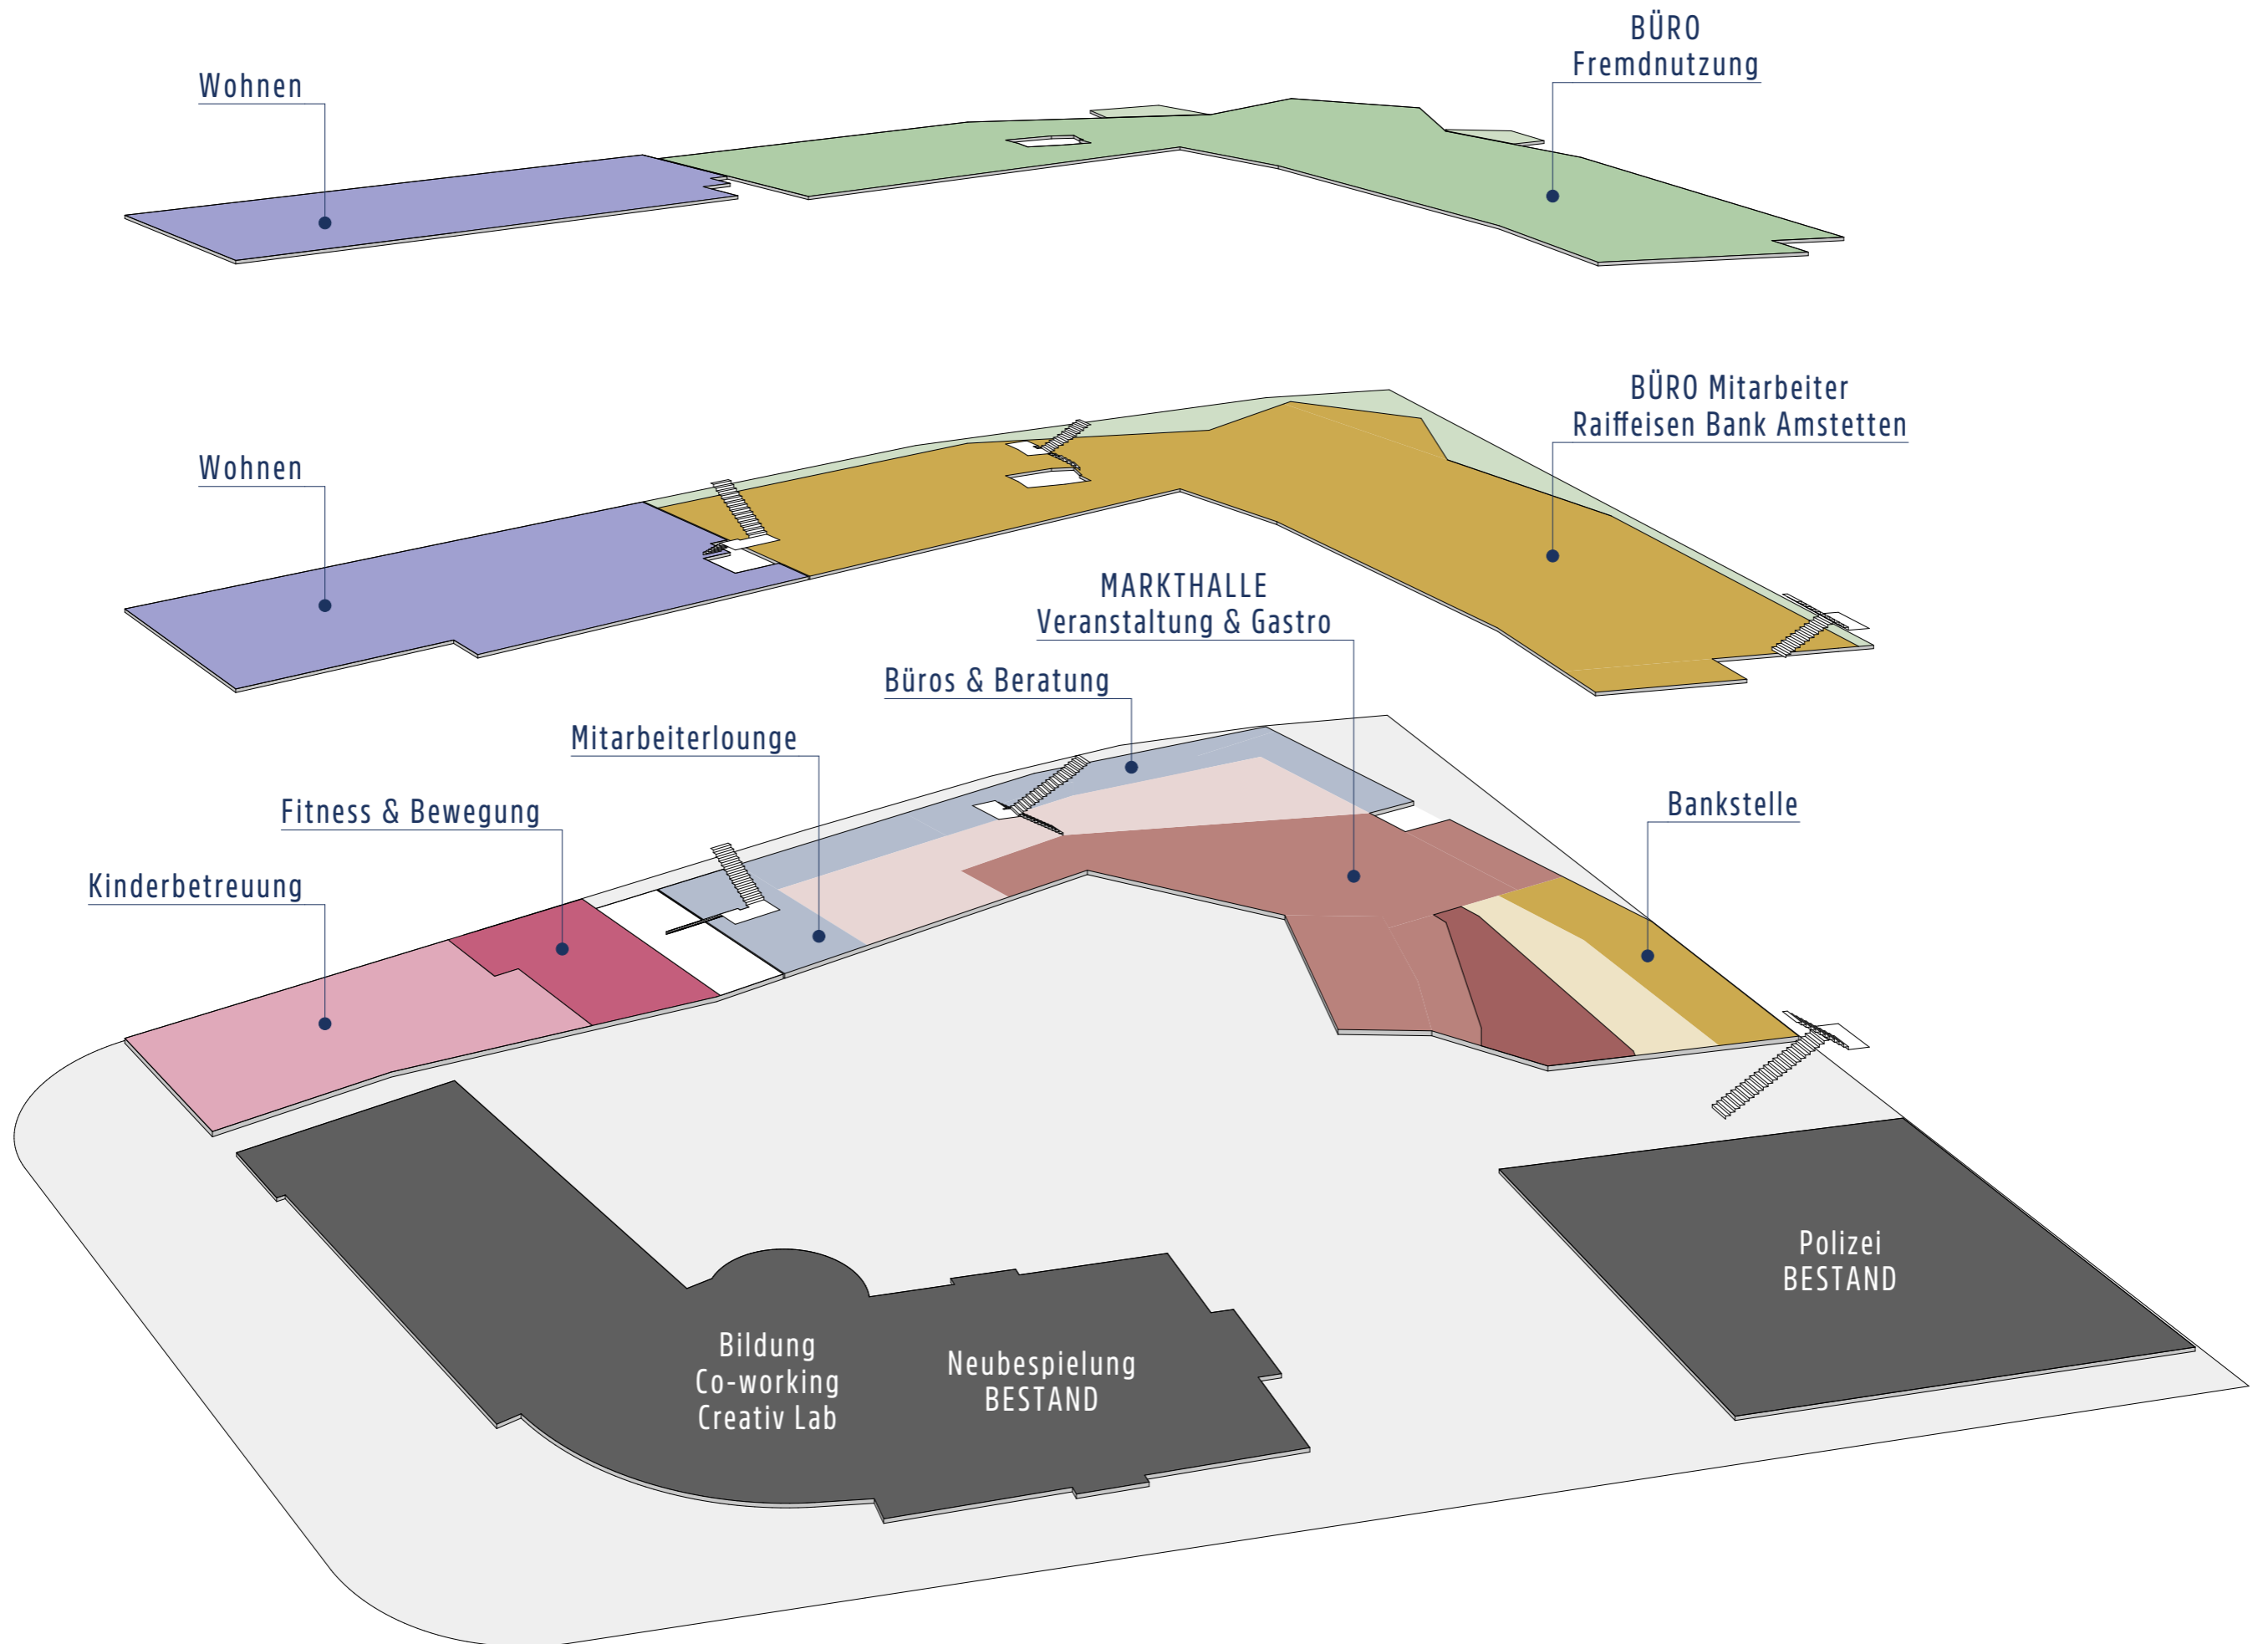 BÜRO
Fremdnutzung
Wohnen
BÜRO Mitarbeiter
Raiffeisen Bank Amstetten
Wohnen
MARKTHALLE
Veranstaltung & Gastro
Büros & Beratung
Mitarbeiterlounge
Bankstelle
Fitness & Bewegung
Kinderbetreuung
Polizei
BESTAND
Bildung
Co-working
Creativ Lab
Neubespielung
BESTAND